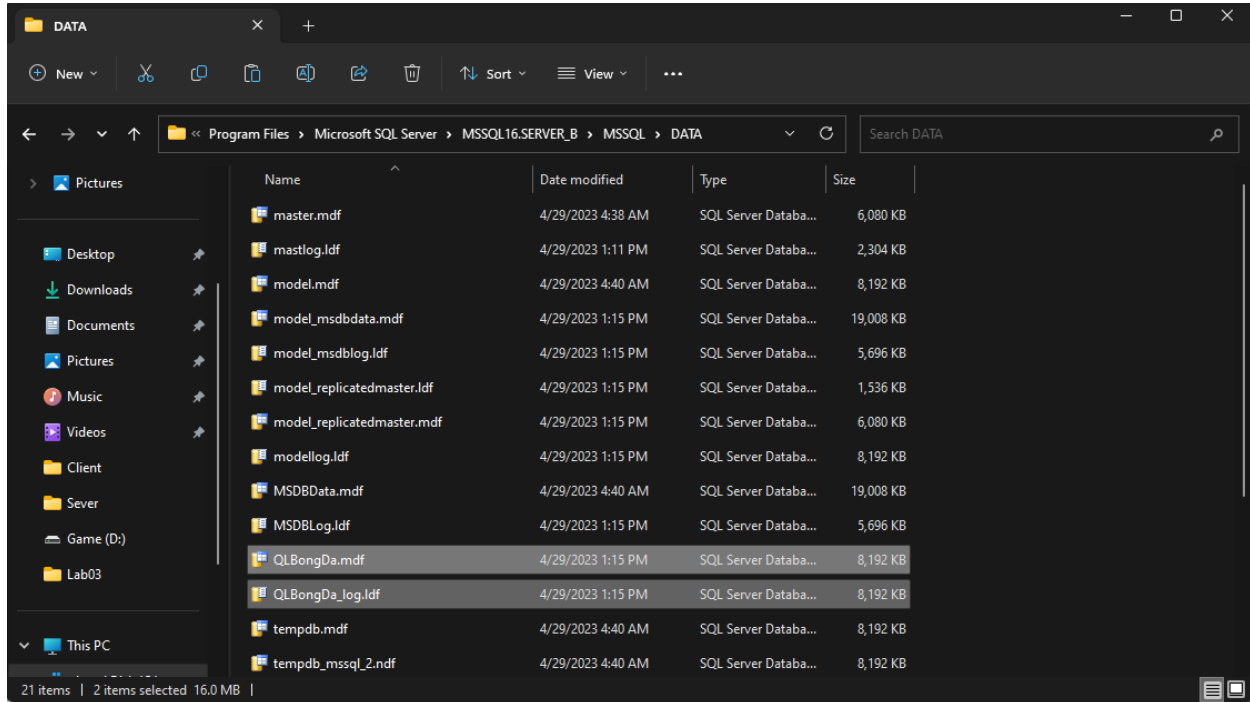 DATA
New
Sort
View
« Program Files > Microsoft SQL Server > MSSQL16.SERVER_B > MSSQL > DATA
Search DATA
Pictures
Desktop
Downloads
Documents
Pictures
Music
Videos
Client
Sever
Game (D:)
Lab03
This PC
Name Date modified Type Size
master.mdf 4/29/2023 4:38 AM SQL Server Databa... 6,080 KB
mastlog.ldf 4/29/2023 1:11 PM SQL Server Databa... 2,304 KB
model.mdf 4/29/2023 4:40 AM SQL Server Databa... 8,192 KB
model_msdbdata.mdf 4/29/2023 1:15 PM SQL Server Databa... 19,008 KB
model_msdblog.ldf 4/29/2023 1:15 PM SQL Server Databa... 5,696 KB
model_replicatedmaster.ldf 4/29/2023 1:15 PM SQL Server Databa... 1,536 KB
model_replicatedmaster.mdf 4/29/2023 1:15 PM SQL Server Databa... 6,080 KB
modellog.ldf 4/29/2023 1:15 PM SQL Server Databa... 8,192 KB
MSDBData.mdf 4/29/2023 4:40 AM SQL Server Databa... 19,008 KB
MSDBLog.ldf 4/29/2023 1:15 PM SQL Server Databa... 5,696 KB
QLBongDa.mdf 4/29/2023 1:15 PM SQL Server Databa... 8,192 KB
QLBongDa_log.ldf 4/29/2023 1:15 PM SQL Server Databa... 8,192 KB
tempdb.mdf 4/29/2023 4:40 AM SQL Server Databa... 8,192 KB
tempdb_mssql_2.ndf 4/29/2023 4:40 AM SQL Server Databa... 8,192 KB
21 items | 2 items selected 16.0 MB |